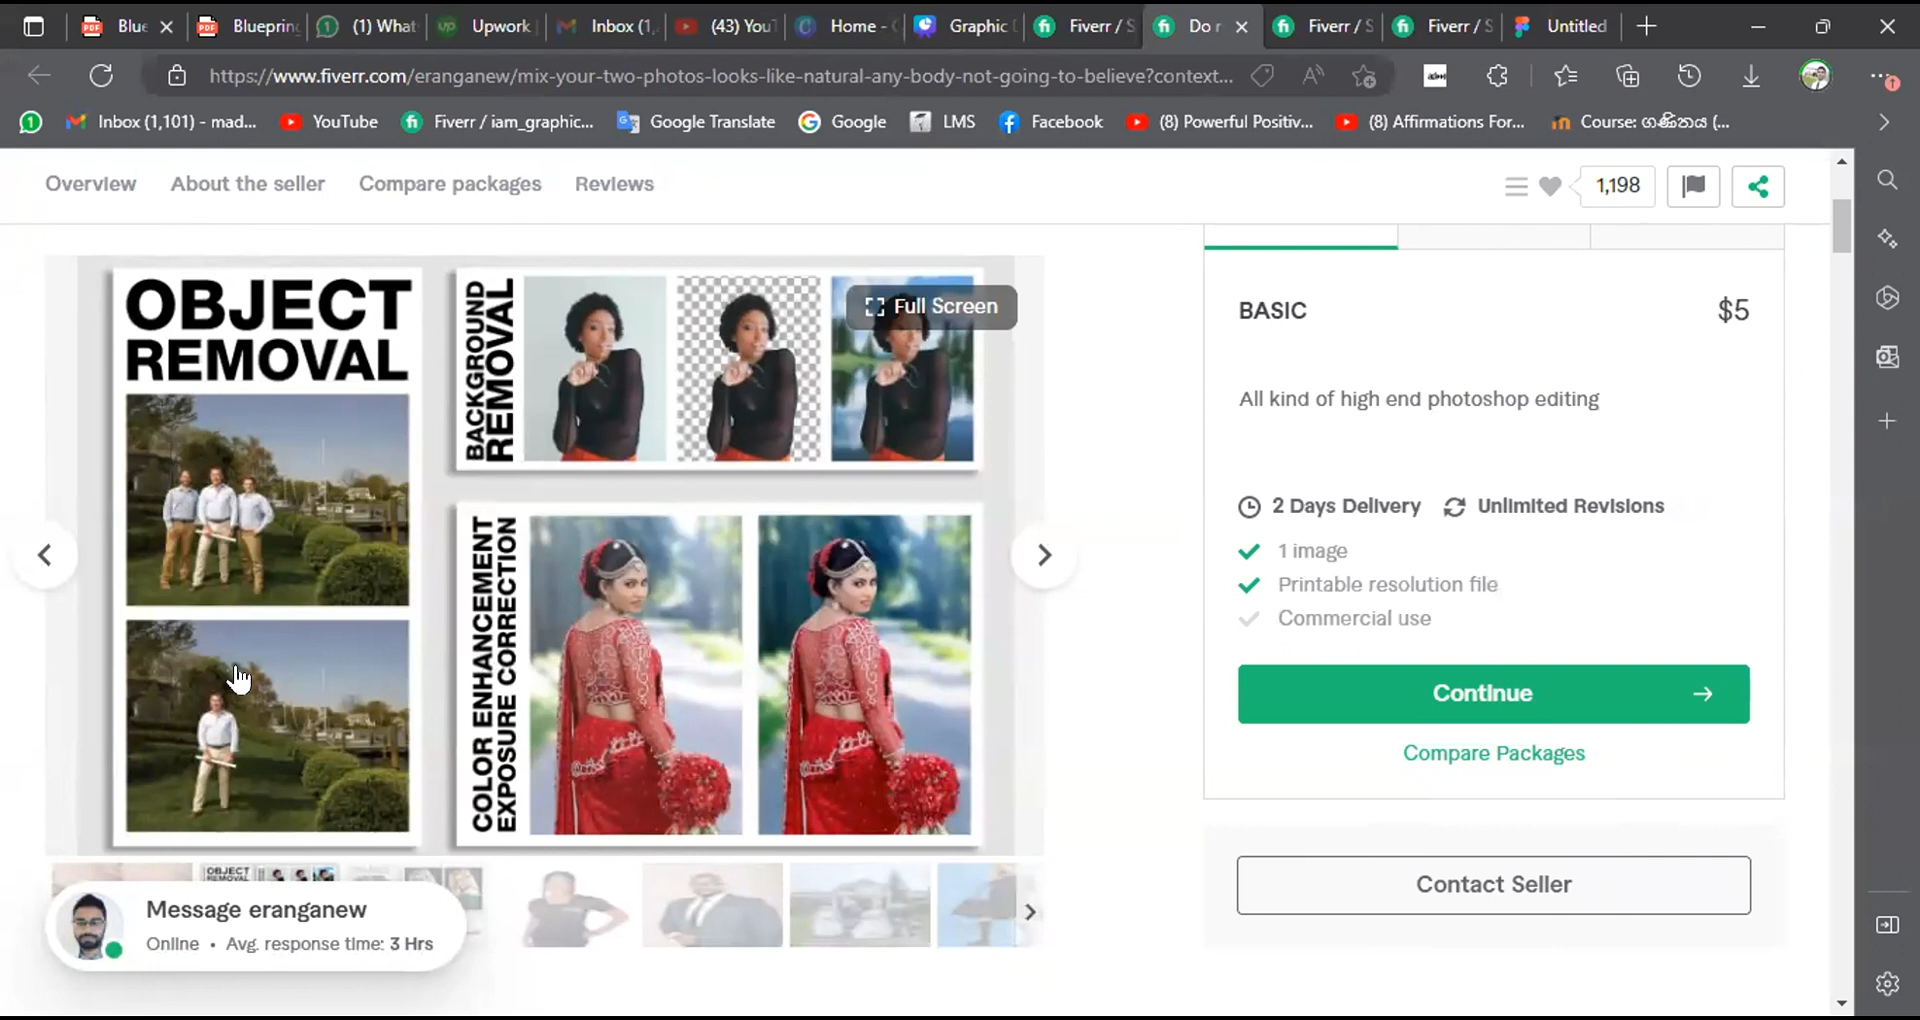 Blue
Blueprin
(1) What
Upwork
Inbox (1,
(43) You
Home -
Graphic
Fiverr / S
Do
Fiverr / S
Fiverr / S
Untitled
https://www.fiverr.com/eranganew/mix-your-two-photos-looks-like-natural-any-body-not-going-to-believe?context...
Inbox (1,101) - mad...
YouTube
Fiverr / iam_graphic...
Google Translate
Google
LMS
Facebook
(8) Powerful Positiv...
(8) Affirmations For...
Course: ගණිතය (...
Overview
About the seller
Compare packages
Reviews
1,198
OBJECT
REMOVAL
BACKGROUND
REMOVAL
Full Screen
COLOR ENHANCEMENT
EXPOSURE CORRECTION
BASIC
$5
All kind of high end photoshop editing
2 Days Delivery
Unlimited Revisions
1 image
Printable resolution file
Commercial use
Continue
Compare Packages
Contact Seller
OBJECT
Message eranganew
Online • Avg. response time: 3 Hrs